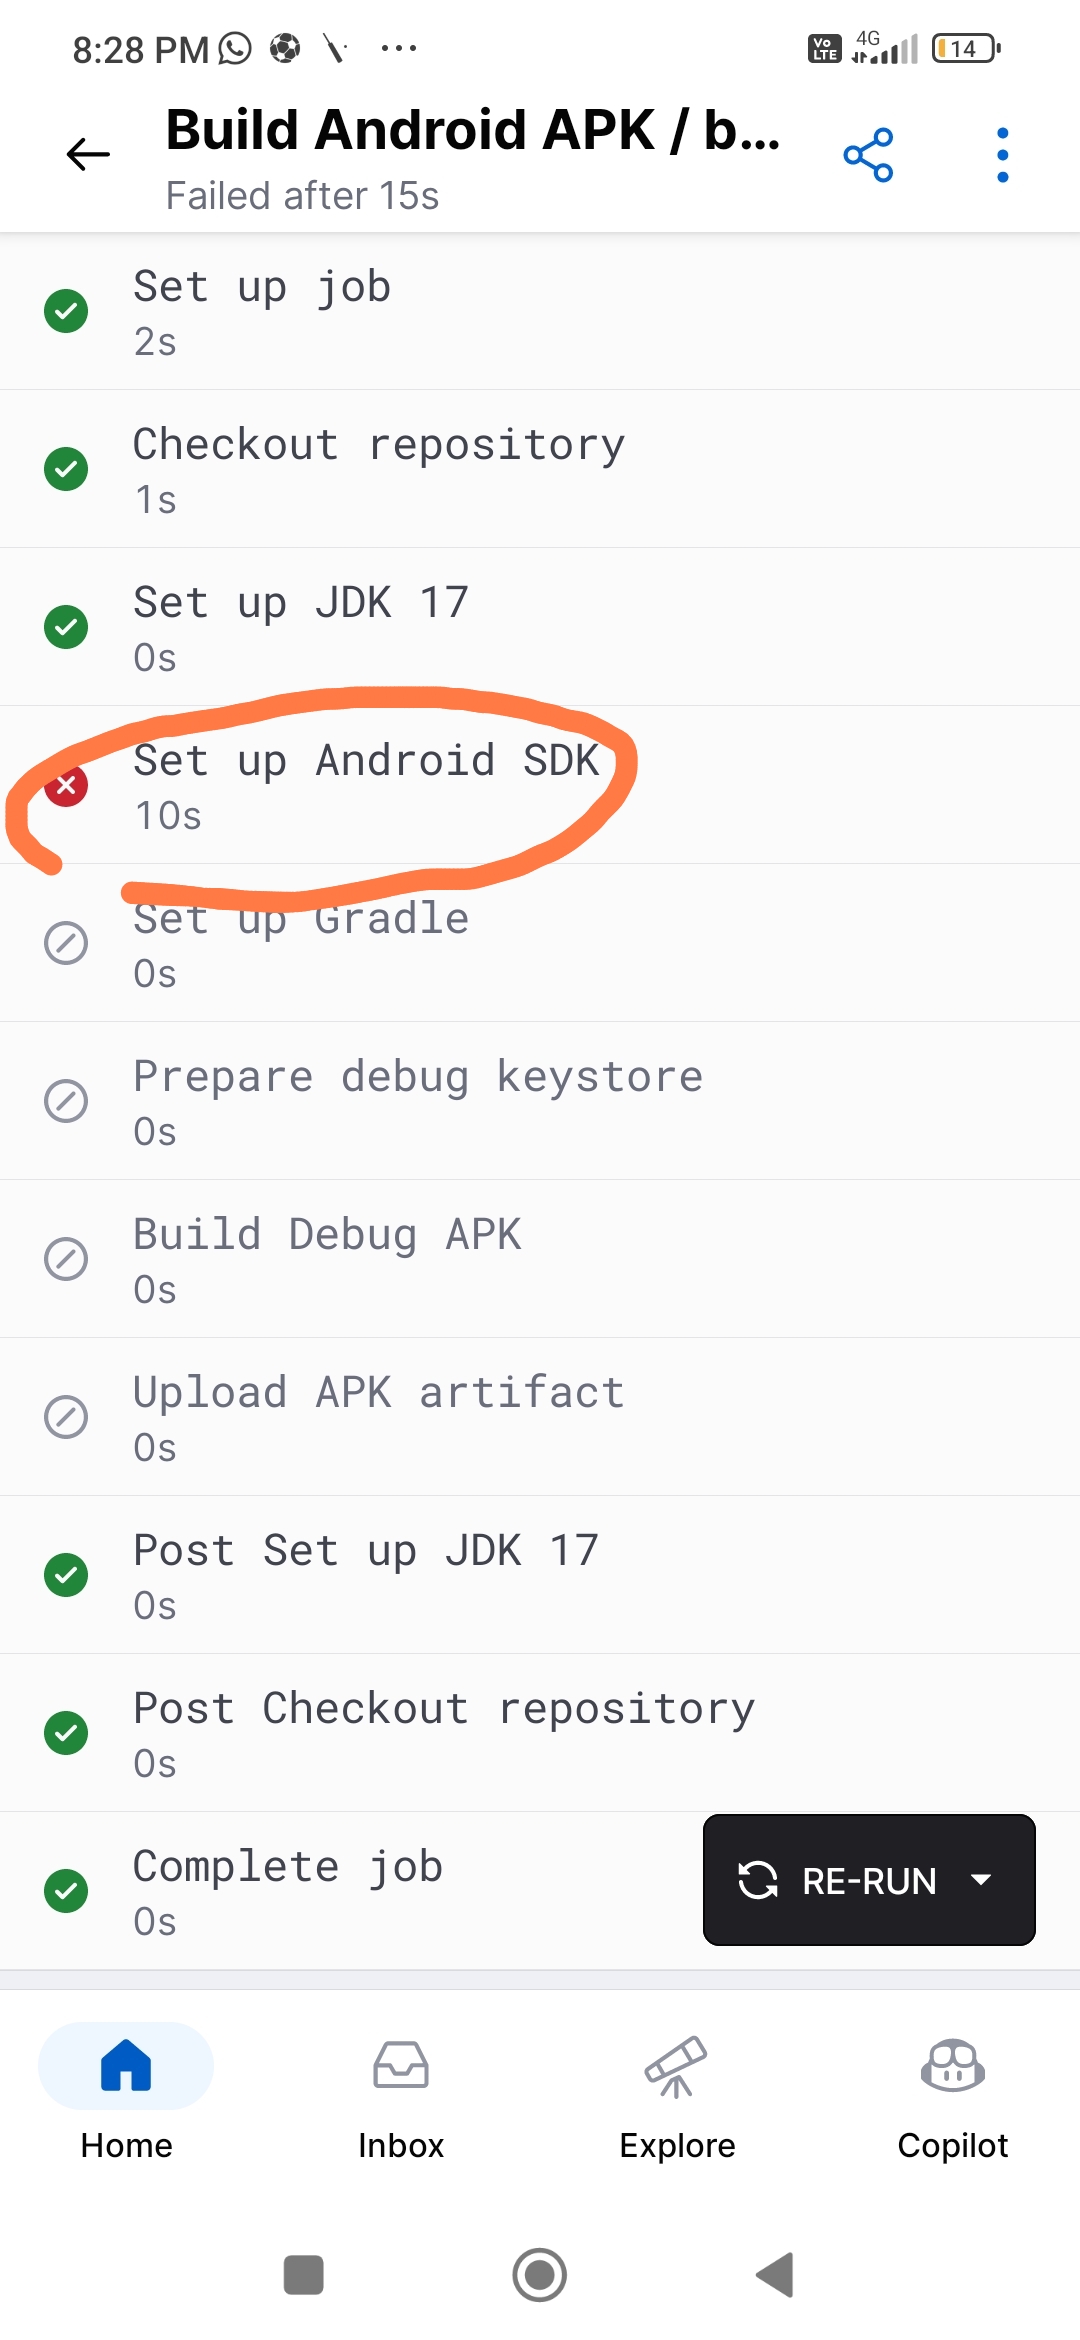 8:28 PM
4G
Vo
LTE
14
Build Android APK / b...
Failed after 15s
Set up job
2s
Checkout repository
1s
Set up JDK 17
0s
Set up Android SDK
10s
Set up Gradle
0s
Prepare debug keystore
0s
Build Debug APK
0s
Upload APK artifact
0s
Post Set up JDK 17
0s
Post Checkout repository
0s
Complete job
0s
RE-RUN
Home
Inbox
Explore
Copilot